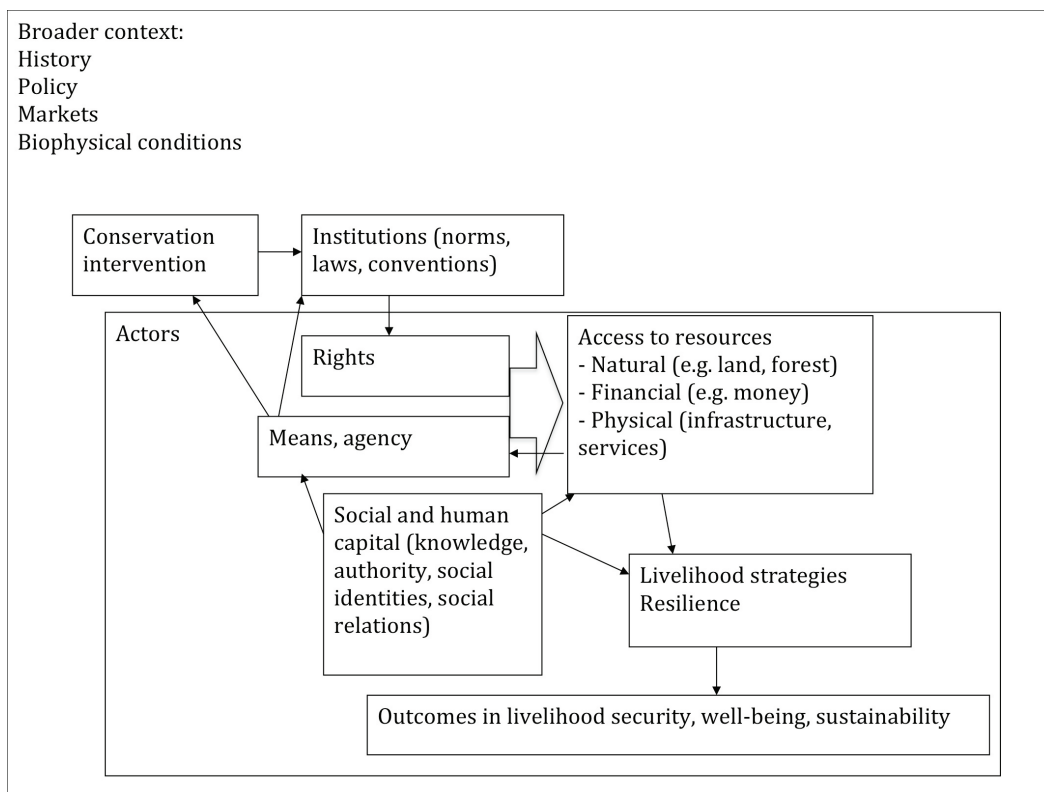 Broader context:
History
Policy
Markets
Biophysical conditions
Conservation
intervention
Institutions (norms,
laws, conventions)
Actors
Rights
Access to resources
- Natural (e.g. land, forest)
- Financial (e.g. money)
- Physical (infrastructure,
services)
Means, agency
Social and human
capital (knowledge,
authority, social
identities, social
relations)
Livelihood strategies
Resilience
Outcomes in livelihood security, well-being, sustainability